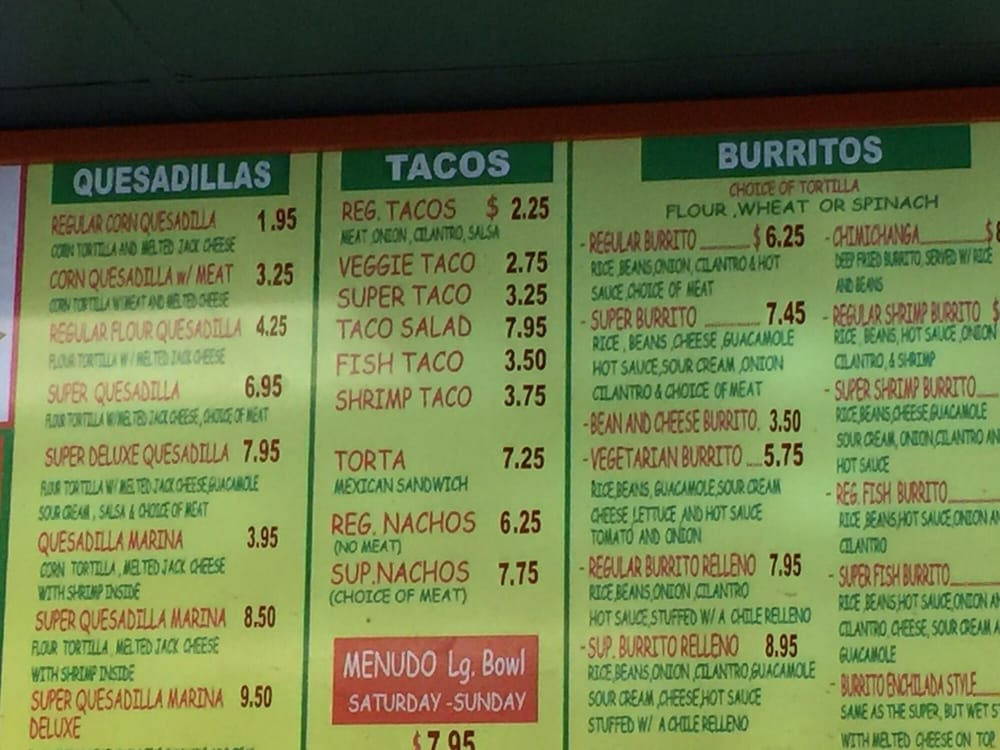 QUESADILLAS
REGULAR CORN QUESADILLA 1.95
CORN TORTILLA AND MELTED JACK CHEESE
CORN QUESADILLA w/ MEAT 3.25
CORN TORTILLA W/MEAT AND MELTED CHEESE
REGULAR FLOUR QUESADILLA 4.25
FLOUR TORTILLA W/ MELTED JACK CHEESE
SUPER QUESADILLA 6.95
FLOUR TORTILLA W/MELTED JACK CHEESE, CHOICE OF MEAT
SUPER DELUXE QUESADILLA 7.95
FLOUR TORTILLA W/ MELTED JACK CHEESE,GUACAMOLE
SOUR CREAM , SALSA & CHOICE OF MEAT
QUESADILLA MARINA 3.95
CORN TORTILLA , MELTED JACK CHEESE
WITH SHRIMP INSIDE
SUPER QUESADILLA MARINA 8.50
FLOUR TORTILLA , MELTED JACK CHEESE
WITH SHRIMP INSIDE
SUPER QUESADILLA MARINA 9.50
DELUXE
TACOS
REG. TACOS $ 2.25
MEAT ,ONION, CILANTRO, SALSA
VEGGIE TACO 2.75
SUPER TACO 3.25
TACO SALAD 7.95
FISH TACO 3.50
SHRIMP TACO 3.75
TORTA 7.25
MEXICAN SANDWICH
REG. NACHOS 6.25
(NO MEAT)
SUP.NACHOS 7.75
(CHOICE OF MEAT)
MENUDO Lg. Bowl
SATURDAY -SUNDAY
$7.95
BURRITOS
CHOICE OF TORTILLA
FLOUR ,WHEAT OR SPINACH
- REGULAR BURRITO ........ $ 6.25
RICE, BEANS,ONION, CILANTRO & HOT
SAUCE ,CHOICE OF MEAT
- SUPER BURRITO ........ 7.45
RICE , BEANS ,CHEESE ,GUACAMOLE
HOT SAUCE,SOUR CREAM ,ONION
CILANTRO & CHOICE OF MEAT
-BEAN AND CHEESE BURRITO. 3.50
-VEGETARIAN BURRITO ....5.75
RICE,BEANS, GUACAMOLE,SOUR CREAM
CHEESE ,LETTUCE AND HOT SAUCE
TOMATO AND ONION
- REGULAR BURRITO RELLENO 7.95
RICE,BEANS,ONION ,CILANTRO
HOT SAUCE,STUFFED W/ A CHILE RELLENO
- SUP. BURRITO RELLENO 8.95
RICE,BEANS,ONION ,CILANTRO,GUACAMOLE
SOUR CREAM ,CHEESE,HOT SAUCE
STUFFED W/ A CHILE RELLENO
- CHIMICHANGA........ $
DEEP FRIED BURRITO, SERVED W/ RICE
AND BEANS
- REGULAR SHRIMP BURRITO $
RICE, BEANS, HOT SAUCE ,ONION
CILANTRO, & SHRIMP
- SUPER SHRIMP BURRITO......
RICE,BEANS,CHEESE,GUACAMOLE
SOUR CREAM, ONION,CILANTRO
HOT SAUCE
- REG. FISH BURRITO........
RICE ,BEANS,HOT SAUCE,ONION
CILANTRO
- SUPER FISH BURRITO......
RICE ,BEANS,HOT SAUCE,ONION
CILANTRO, CHEESE, SOUR CREAM
GUACAMOLE
- BURRITO ENCHILADA STYLE....
SAME AS THE SUPER, BUT WET
WITH MELTED CHEESE ON TOP